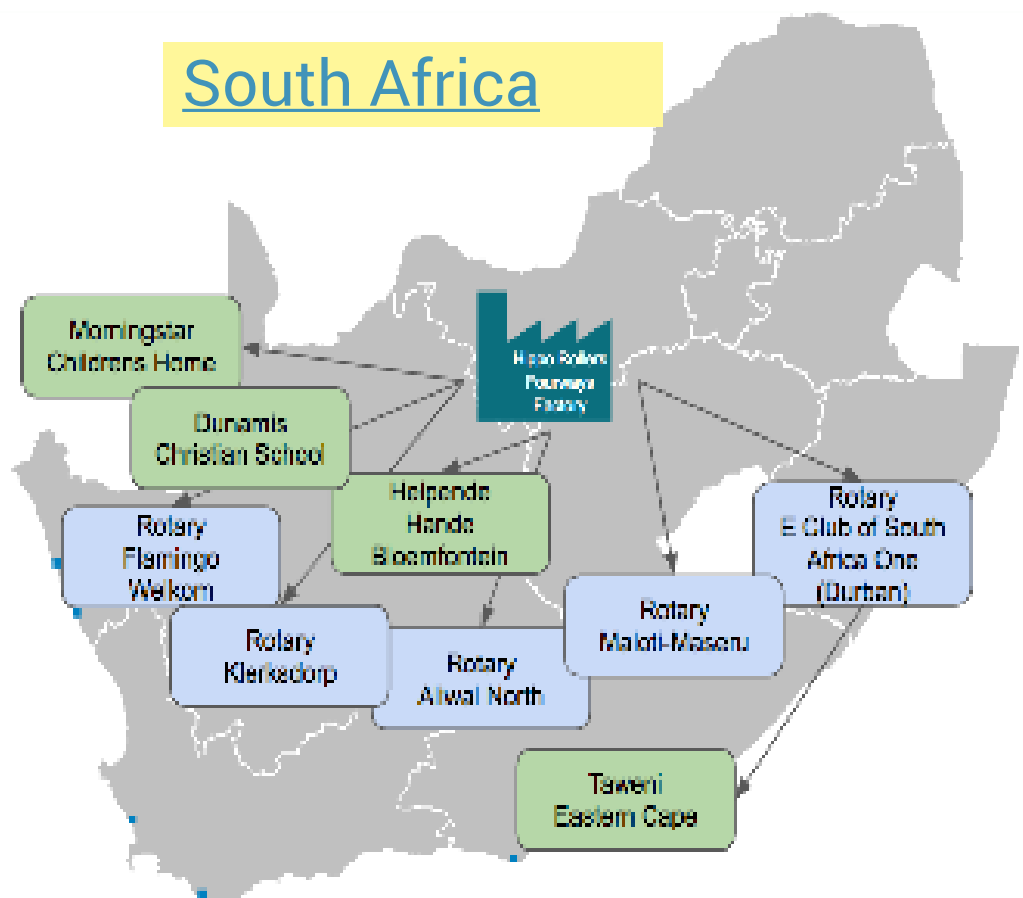 South Africa
Morningstar
Childrens Home
Hippo Rollers
Fourways
Factory
Dunamis
Christian School
Helpende
Hande
Bloemfontein
Rotary
E Club of South
Africa One
(Durban)
Rotary
Flamingo
Welkom
Rotary
Maloti-Maseru
Rotary
Klerksdorp
Rotary
Aliwal North
Taweni
Eastern Cape